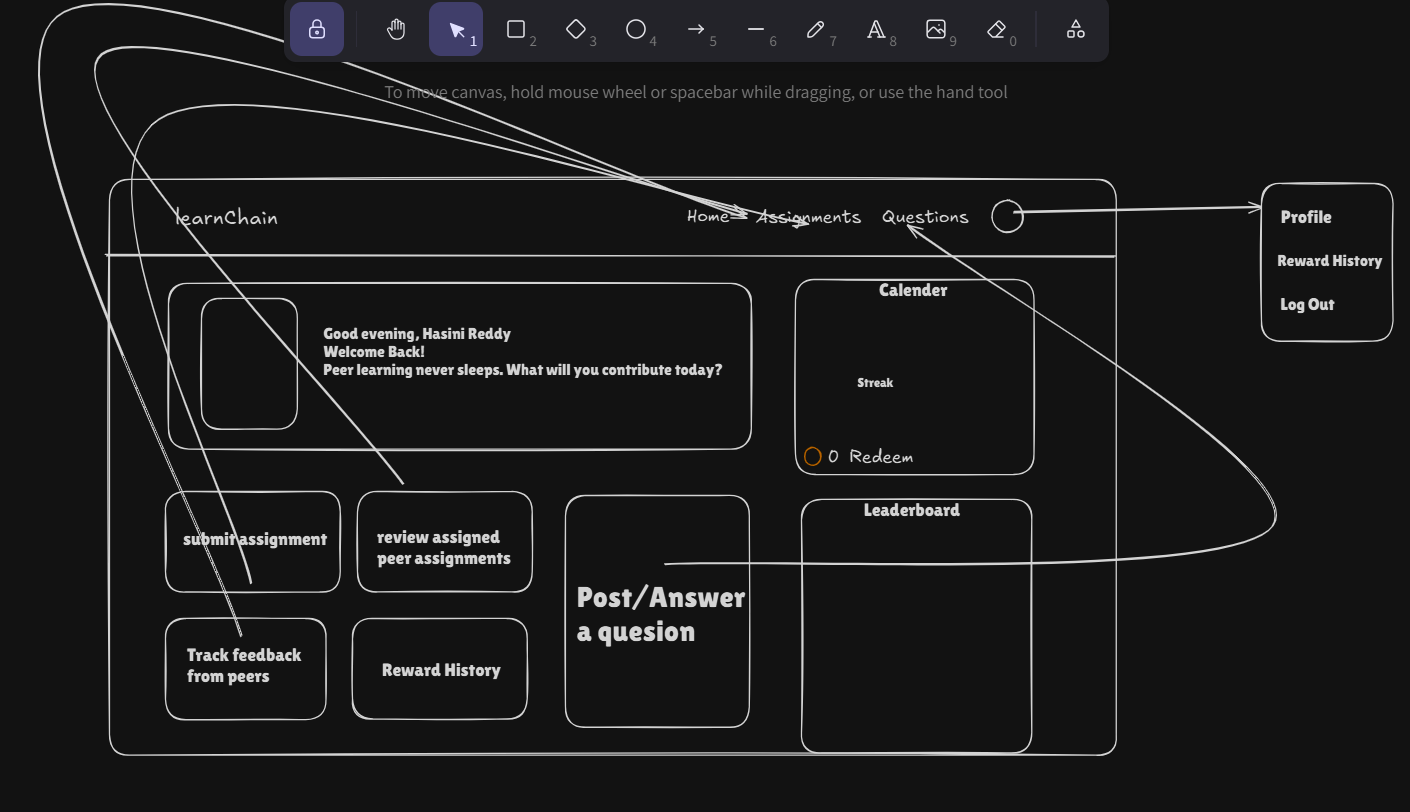 1
2
3
4
5
6
7
8
9
0
To move canvas, hold mouse wheel or spacebar while dragging, or use the hand tool
learnChain
Home
Assignments
Questions
Profile
Reward History
Log Out
Good evening, Hasini Reddy
Welcome Back!
Peer learning never sleeps. What will you contribute today?
Calender
Streak
0 Redeem
submit assignment
review assigned
peer assignments
Post/Answer
a quesion
Leaderboard
Track feedback
from peers
Reward History